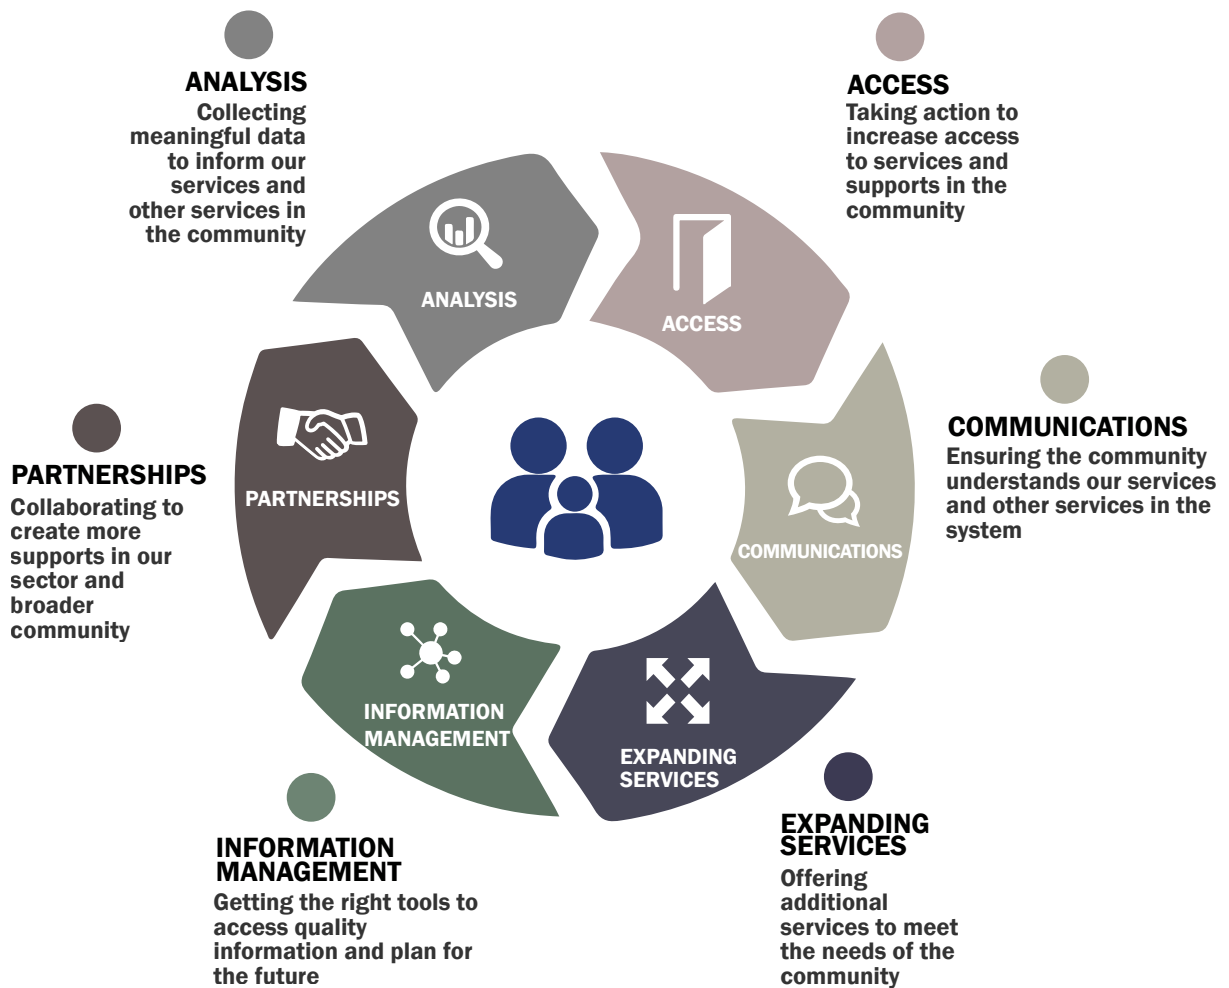 ANALYSIS
Collecting
meaningful data
to inform our
services and
other services in
the community
ACCESS
Taking action to
increase access
to services and
supports in the
community
ANALYSIS
ACCESS
COMMUNICATIONS
Ensuring the community
understands our services
and other services in the
system
PARTNERSHIPS
Collaborating to
create more
supports in our
sector and
broader
community
PARTNERSHIPS
COMMUNICATIONS
INFORMATION
MANAGEMENT
EXPANDING
SERVICES
INFORMATION
MANAGEMENT
Getting the right tools to
access quality
information and plan for
the future
EXPANDING
SERVICES
Offering
additional
services to meet
the needs of the
community